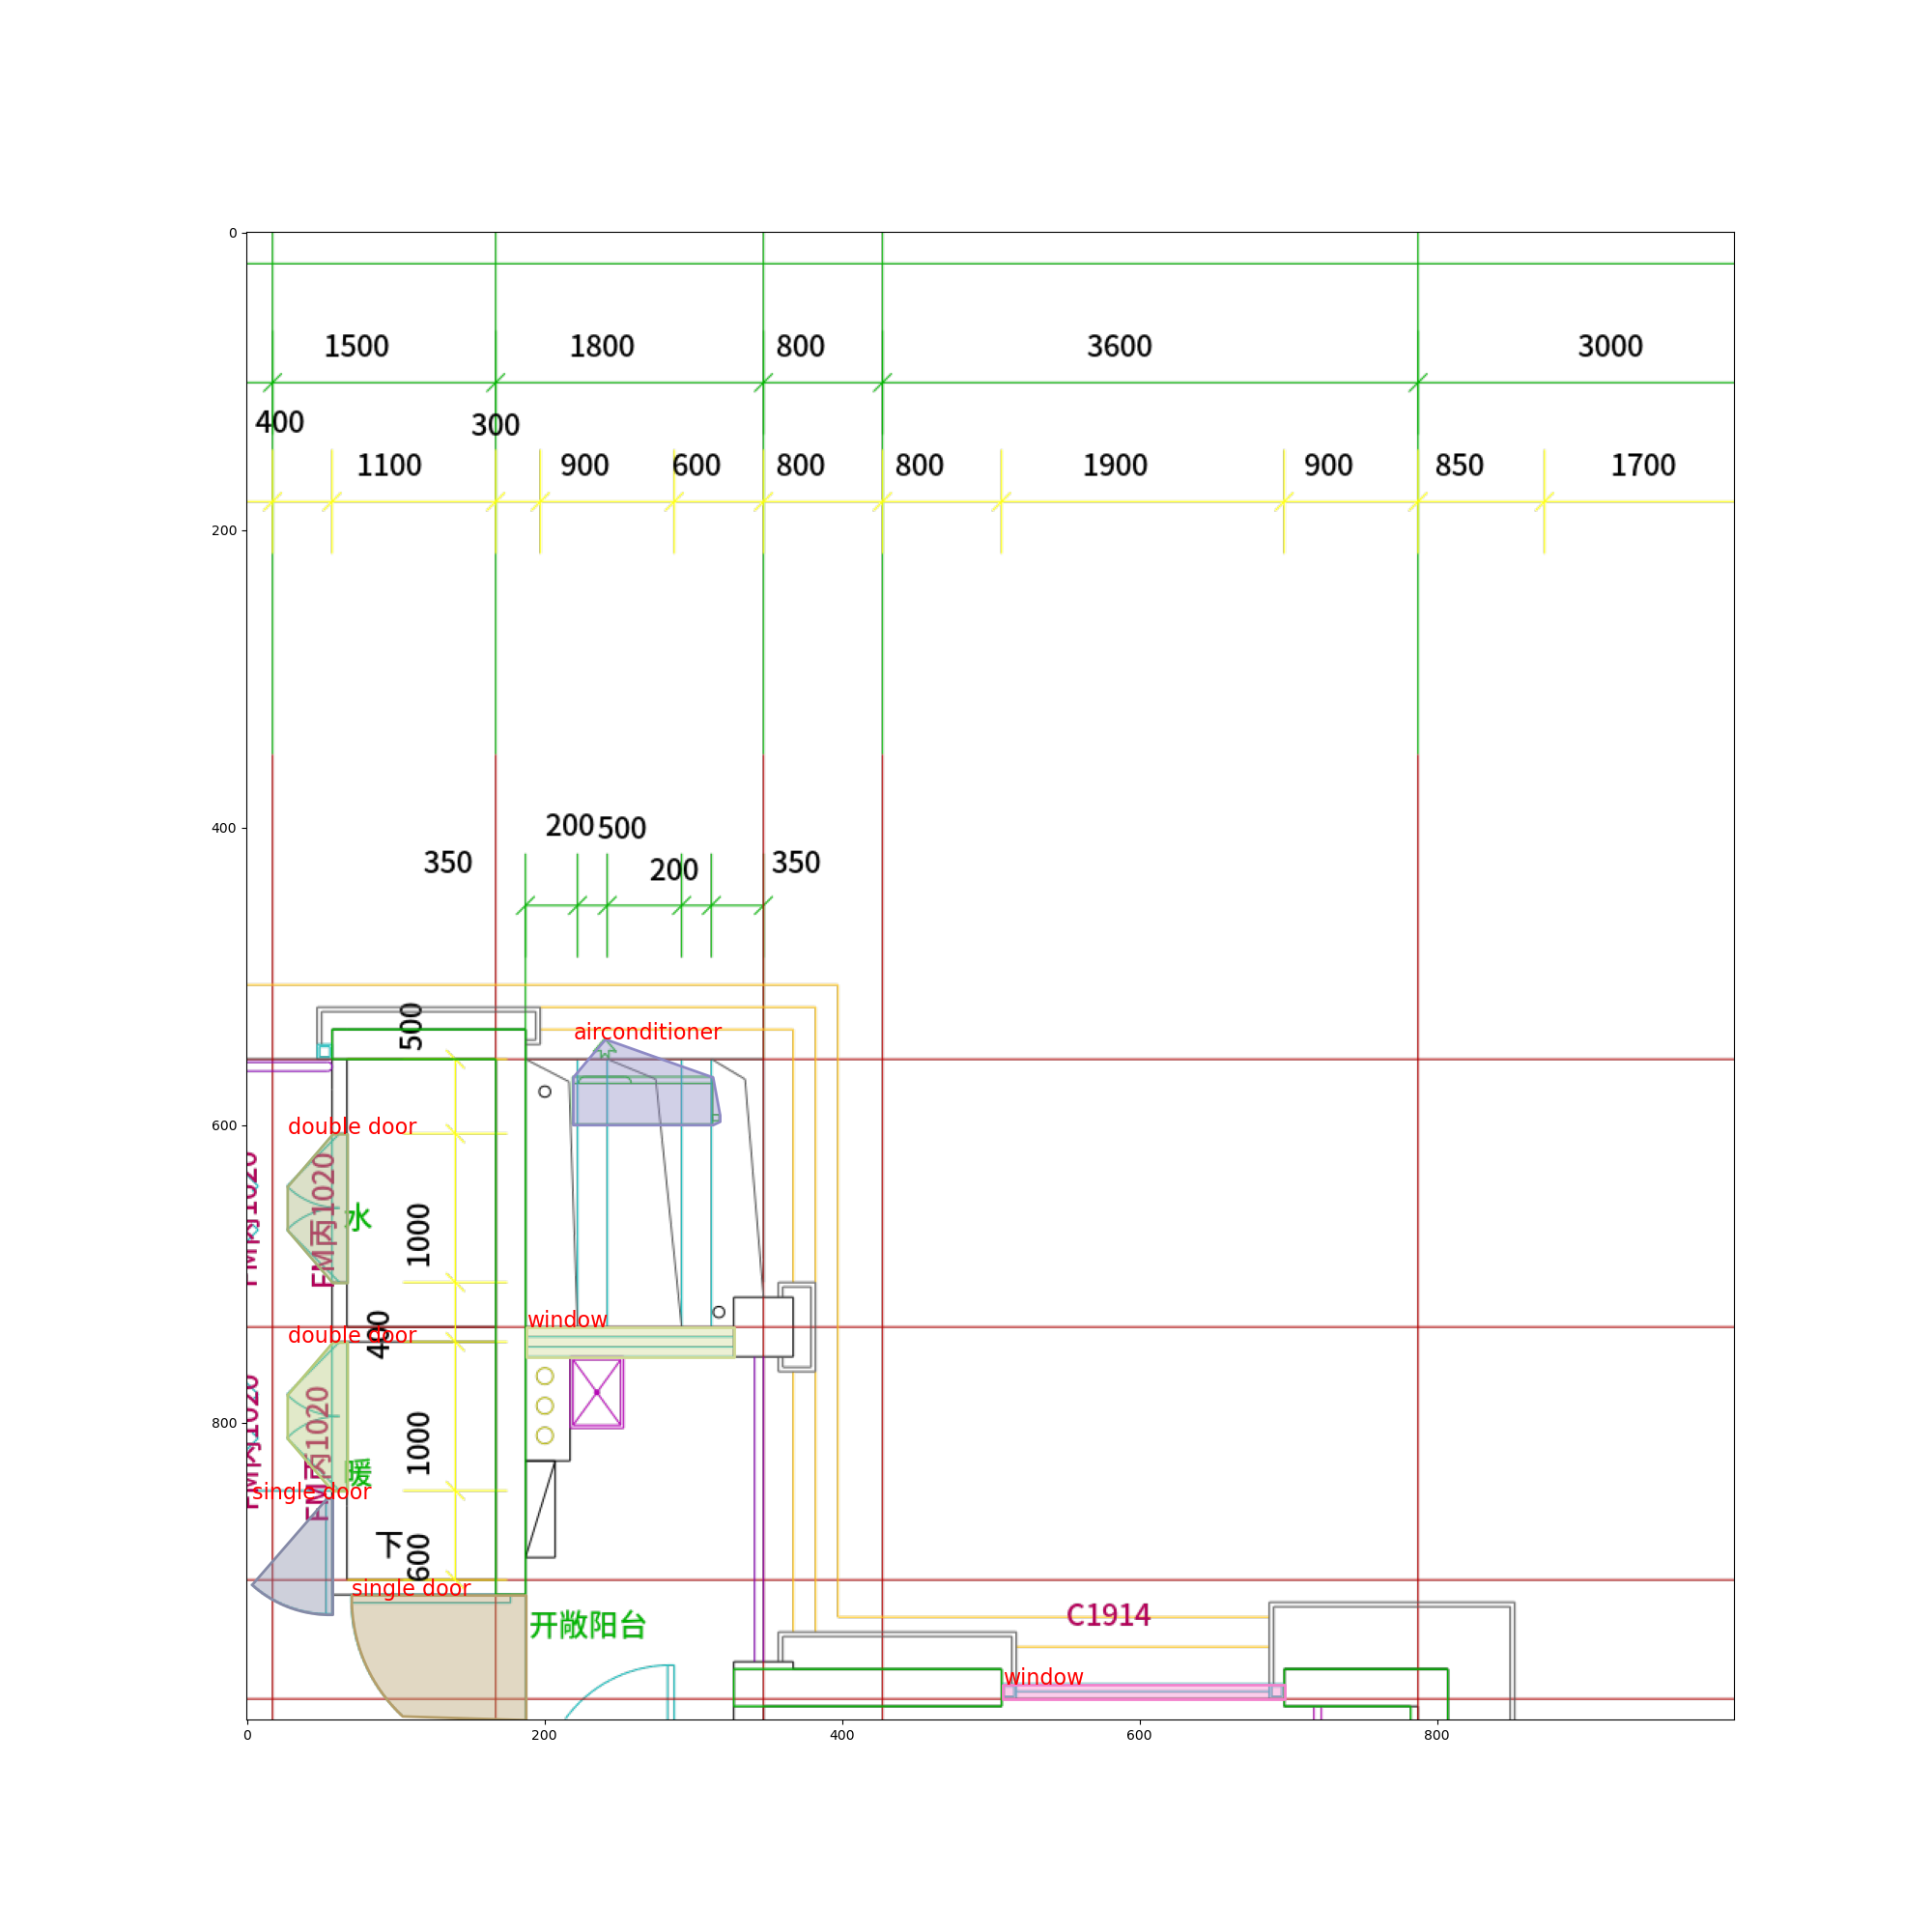 0
1500 1800 800 3600 3000
400 300
1100 900 600 800 800 1900 900 850 1700
200
400
200 500
350 200 350
500
airconditioner
600
double door
FM丙1020
FM丙1020
水
1000
window
400
double door
800
FM丙1020
FM丙1020
1000
暖
single door
下
600
single door
开敞阳台
C1914
window
0 200 400 600 800